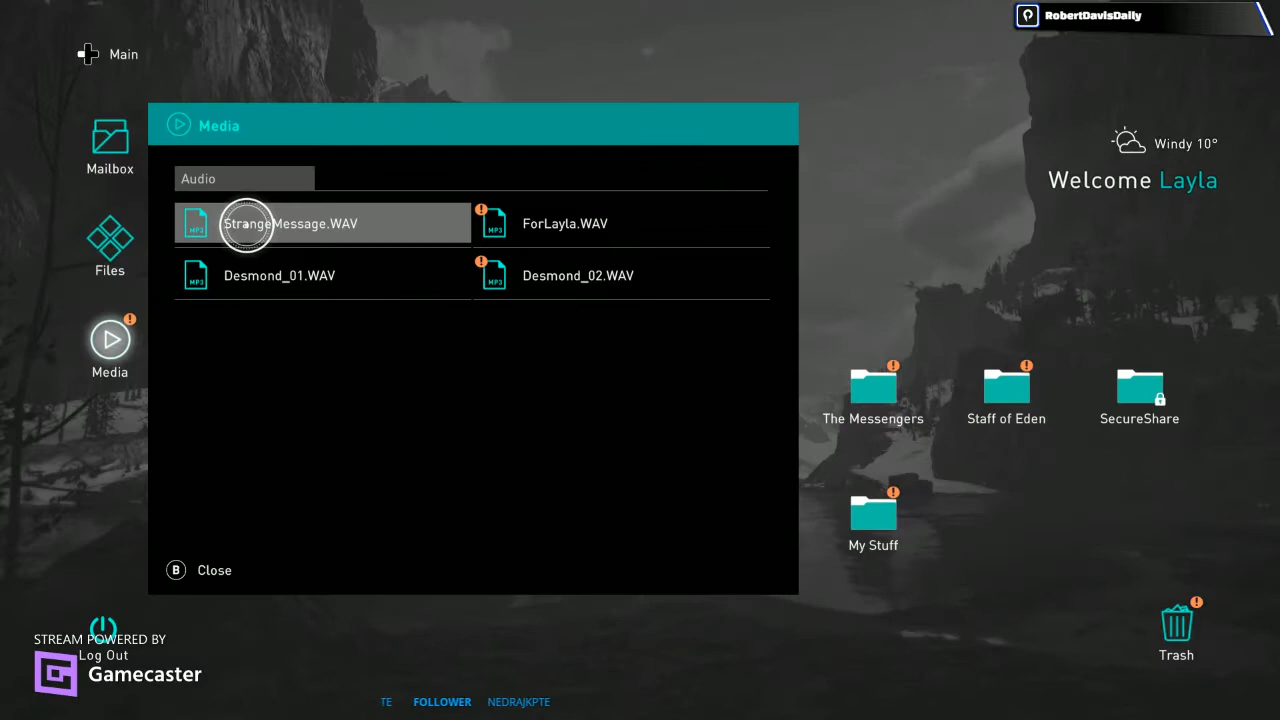 RobertDavisDaily
Main
Mailbox
Files
Media
Media
Audio
StrangeMessage.WAV
ForLayla.WAV
Desmond_01.WAV
Desmond_02.WAV
MP3
MP3
MP3
MP3
B Close
Windy 10°
Welcome Layla
The Messengers
Staff of Eden
SecureShare
My Stuff
Trash
STREAM POWERED BY
Log Out
Gamecaster
TE FOLLOWER NEDRAJKPTE